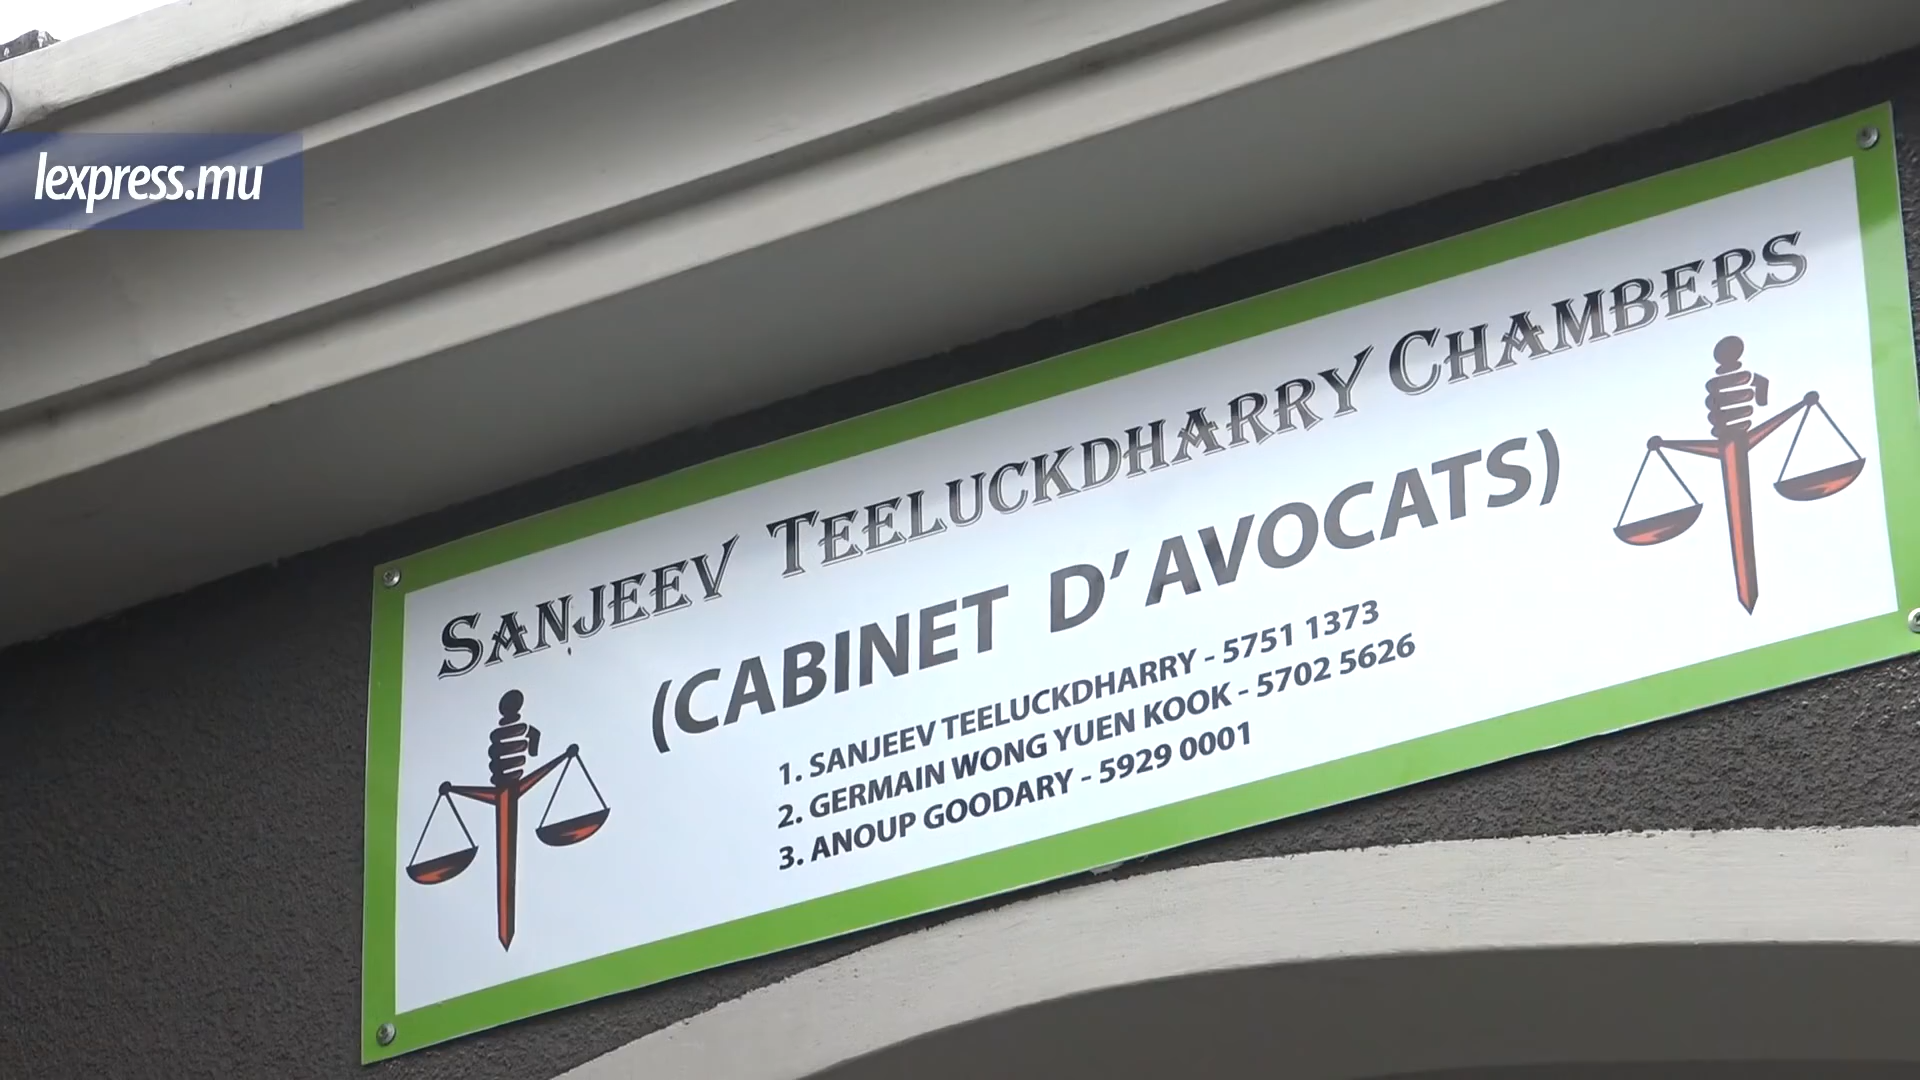 lexpress.mu
SANJEEV TEELUCKDHARRY CHAMBERS
(CABINET D'AVOCATS)
1. SANJEEV TEELUCKDHARRY - 5751 1373
2. GERMAIN WONG YUEN KOOK - 5702 5626
3. ANOUP GOODARY - 5929 0001